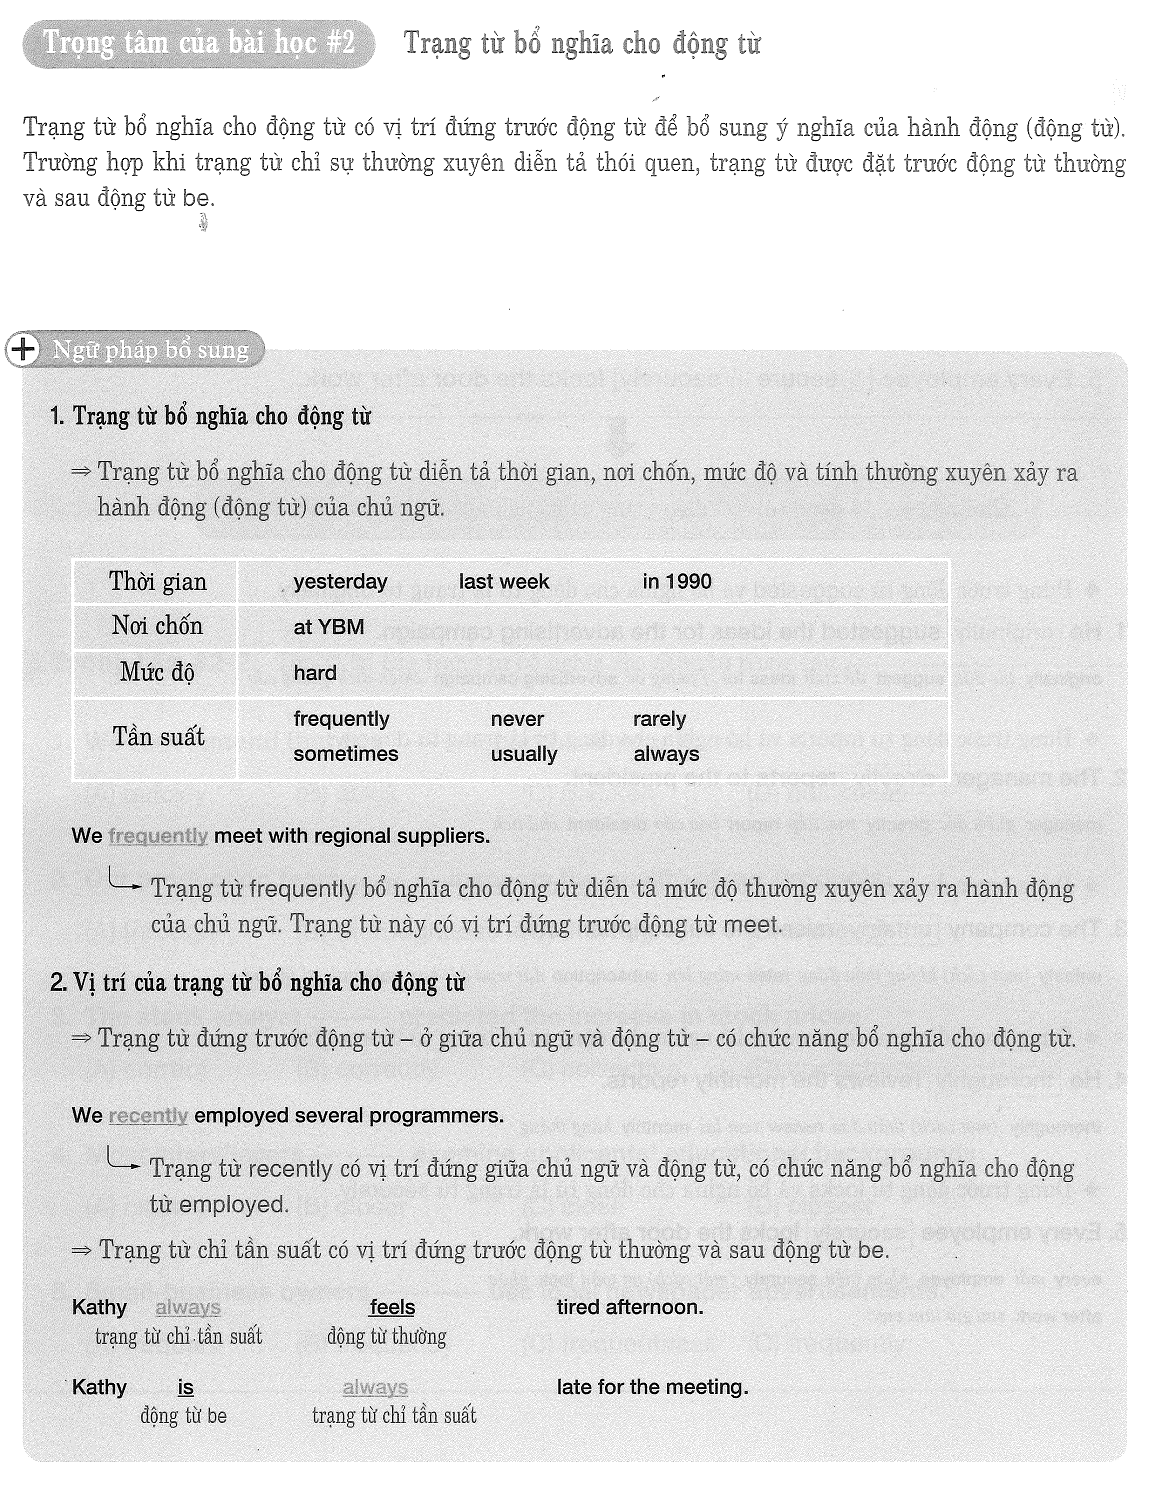 Trọng tâm của bài học #2 Trạng từ bổ nghĩa cho động từ
Trạng từ bổ nghĩa cho động từ có vị trí đứng trước động từ để bổ sung ý nghĩa của hành động (động từ).
Trường hợp khi trạng từ chỉ sự thường xuyên diễn tả thói quen, trạng từ được đặt trước động từ thường
và sau động từ be.
+ Ngữ pháp bổ sung
1. Trạng từ bổ nghĩa cho động từ
⇒ Trạng từ bổ nghĩa cho động từ diễn tả thời gian, nơi chốn, mức độ và tính thường xuyên xảy ra
hành động (động từ) của chủ ngữ.
Thời gian yesterday last week in 1990
Nơi chốn at YBM
Mức độ hard
Tần suất frequently never rarely
sometimes usually always
We frequently meet with regional suppliers.
Trạng từ frequently bổ nghĩa cho động từ diễn tả mức độ thường xuyên xảy ra hành động
của chủ ngữ. Trạng từ này có vị trí đứng trước động từ meet.
2. Vị trí của trạng từ bổ nghĩa cho động từ
⇒ Trạng từ đứng trước động từ – ở giữa chủ ngữ và động từ – có chức năng bổ nghĩa cho động từ.
We recently employed several programmers.
Trạng từ recently có vị trí đứng giữa chủ ngữ và động từ, có chức năng bổ nghĩa cho động
từ employed.
⇒ Trạng từ chỉ tần suất có vị trí đứng trước động từ thường và sau động từ be.
Kathy always feels tired afternoon.
trạng từ chỉ tần suất động từ thường
Kathy is always late for the meeting.
động từ be trạng từ chỉ tần suất